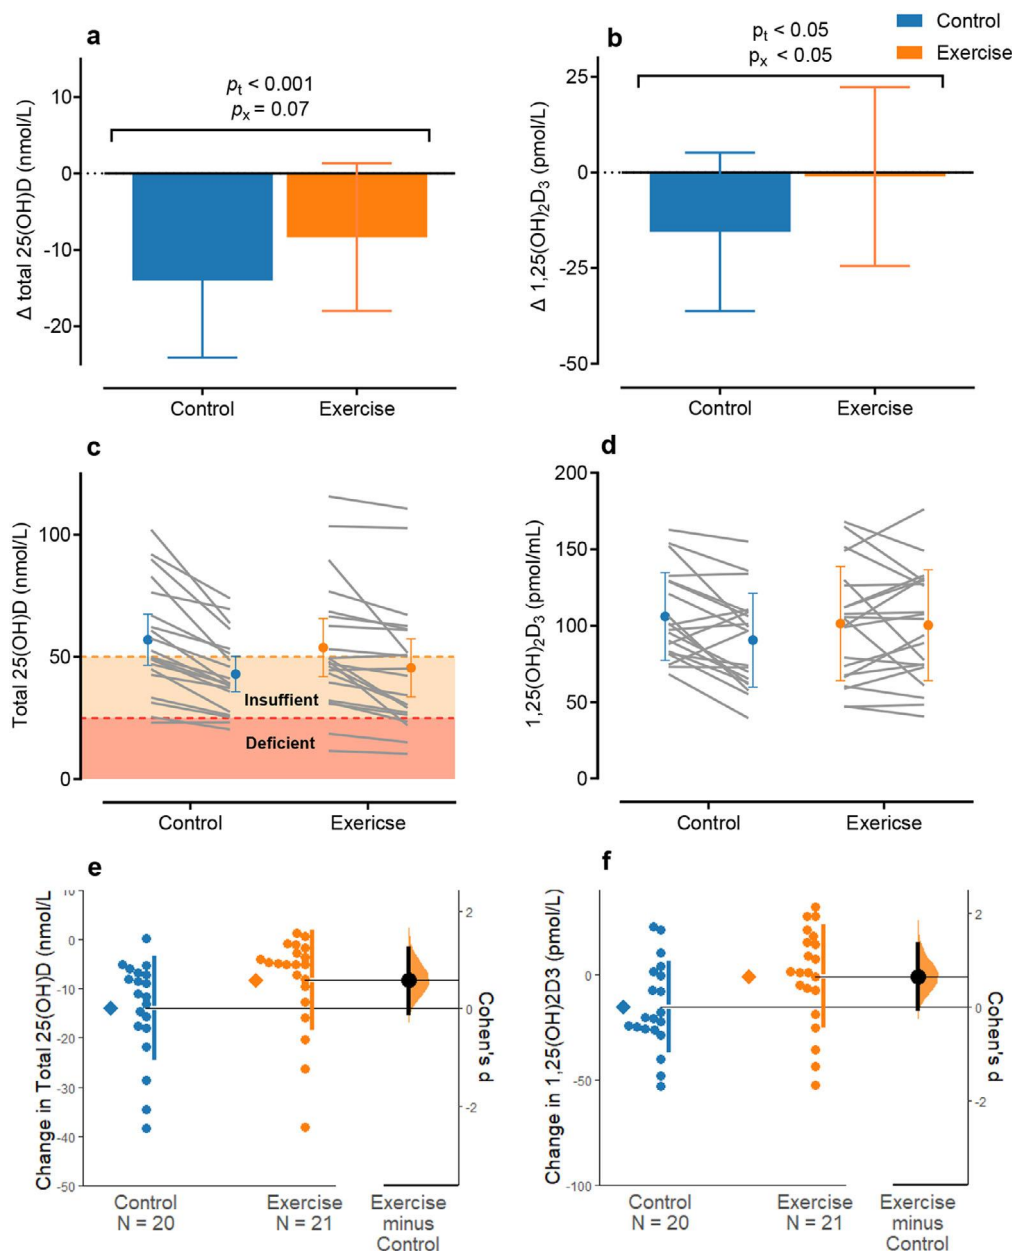 a
p_t < 0.001
p_x = 0.07
Δ total 25(OH)D (nmol/L)
10
0
-10
-20
Control
Exercise
b
p_t < 0.05
p_x < 0.05
Control
Exercise
Δ 1,25(OH)₂D₃ (pmol/L)
25
0
-25
-50
Control
Exercise
c
Total 25(OH)D (nmol/L)
100
50
0
Insuffient
Deficient
Control
Exericse
d
1,25(OH)₂D₃ (pmol/mL)
200
150
100
50
0
Control
Exericse
e
Change in Total 25(OH)D (nmol/L)
10
0
-10
-20
-30
-40
-50
2
0
-2
Cohen's d
Control
N = 20
Exercise
N = 21
Exercise
minus
Control
f
Change in 1,25(OH)2D3 (pmol/L)
0
-50
-100
2
0
-2
Cohen's d
Control
N = 20
Exercise
N = 21
Exercise
minus
Control